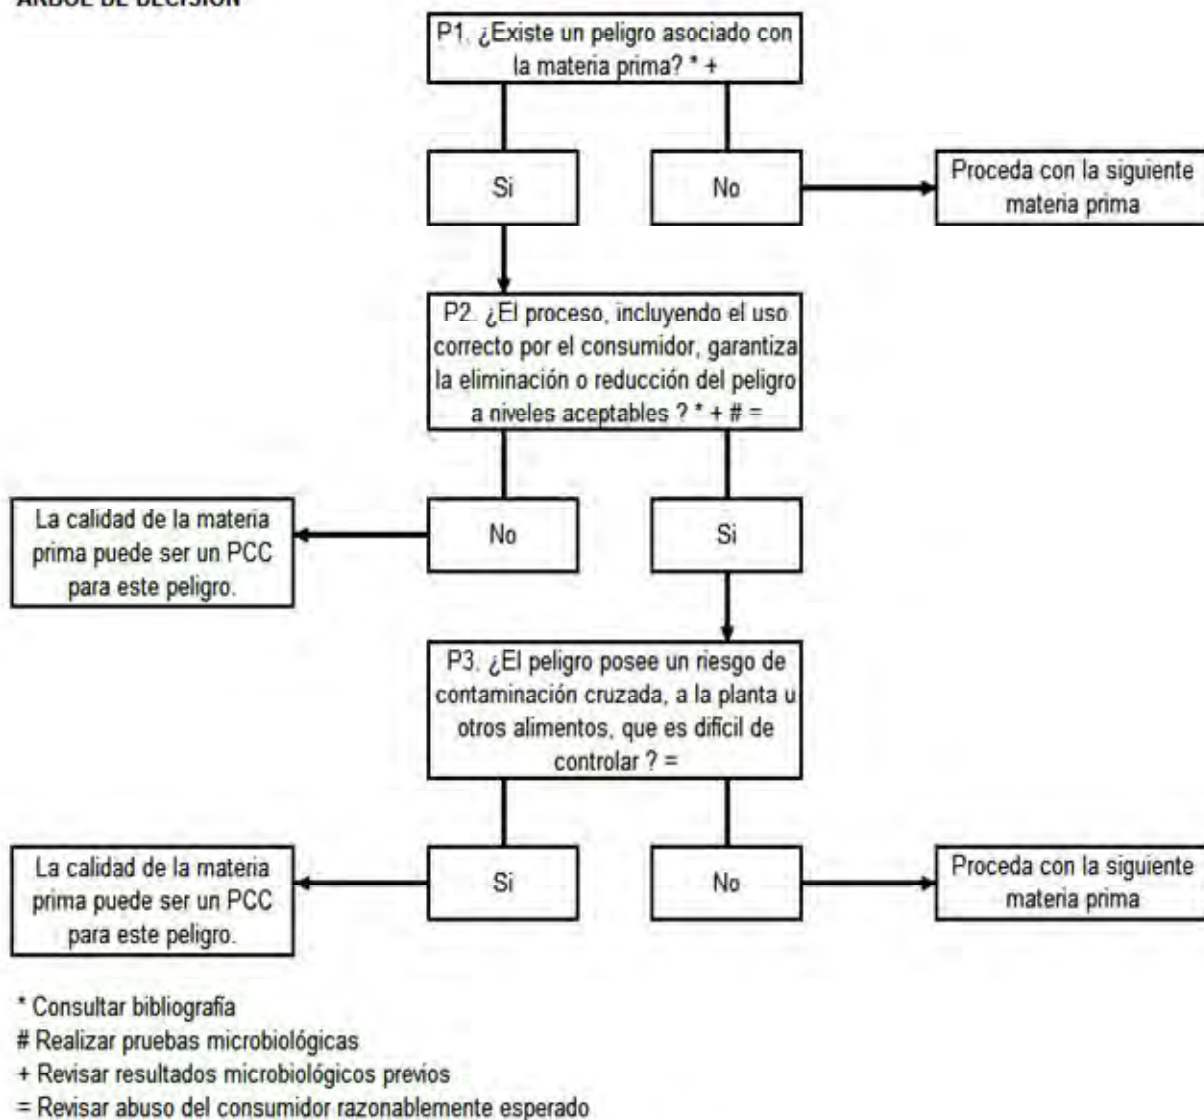 ÁRBOL DE DECISIÓN
P1. ¿Existe un peligro asociado con
la materia prima? * +
Si
No
Proceda con la siguiente
materia prima
P2. ¿El proceso, incluyendo el uso
correcto por el consumidor, garantiza
la eliminación o reducción del peligro
a niveles aceptables ? * + # =
La calidad de la materia
prima puede ser un PCC
para este peligro.
No
Si
P3. ¿El peligro posee un riesgo de
contaminación cruzada, a la planta u
otros alimentos, que es difícil de
controlar ? =
La calidad de la materia
prima puede ser un PCC
para este peligro.
Si
No
Proceda con la siguiente
materia prima
* Consultar bibliografía
# Realizar pruebas microbiológicas
+ Revisar resultados microbiológicos previos
= Revisar abuso del consumidor razonablemente esperado